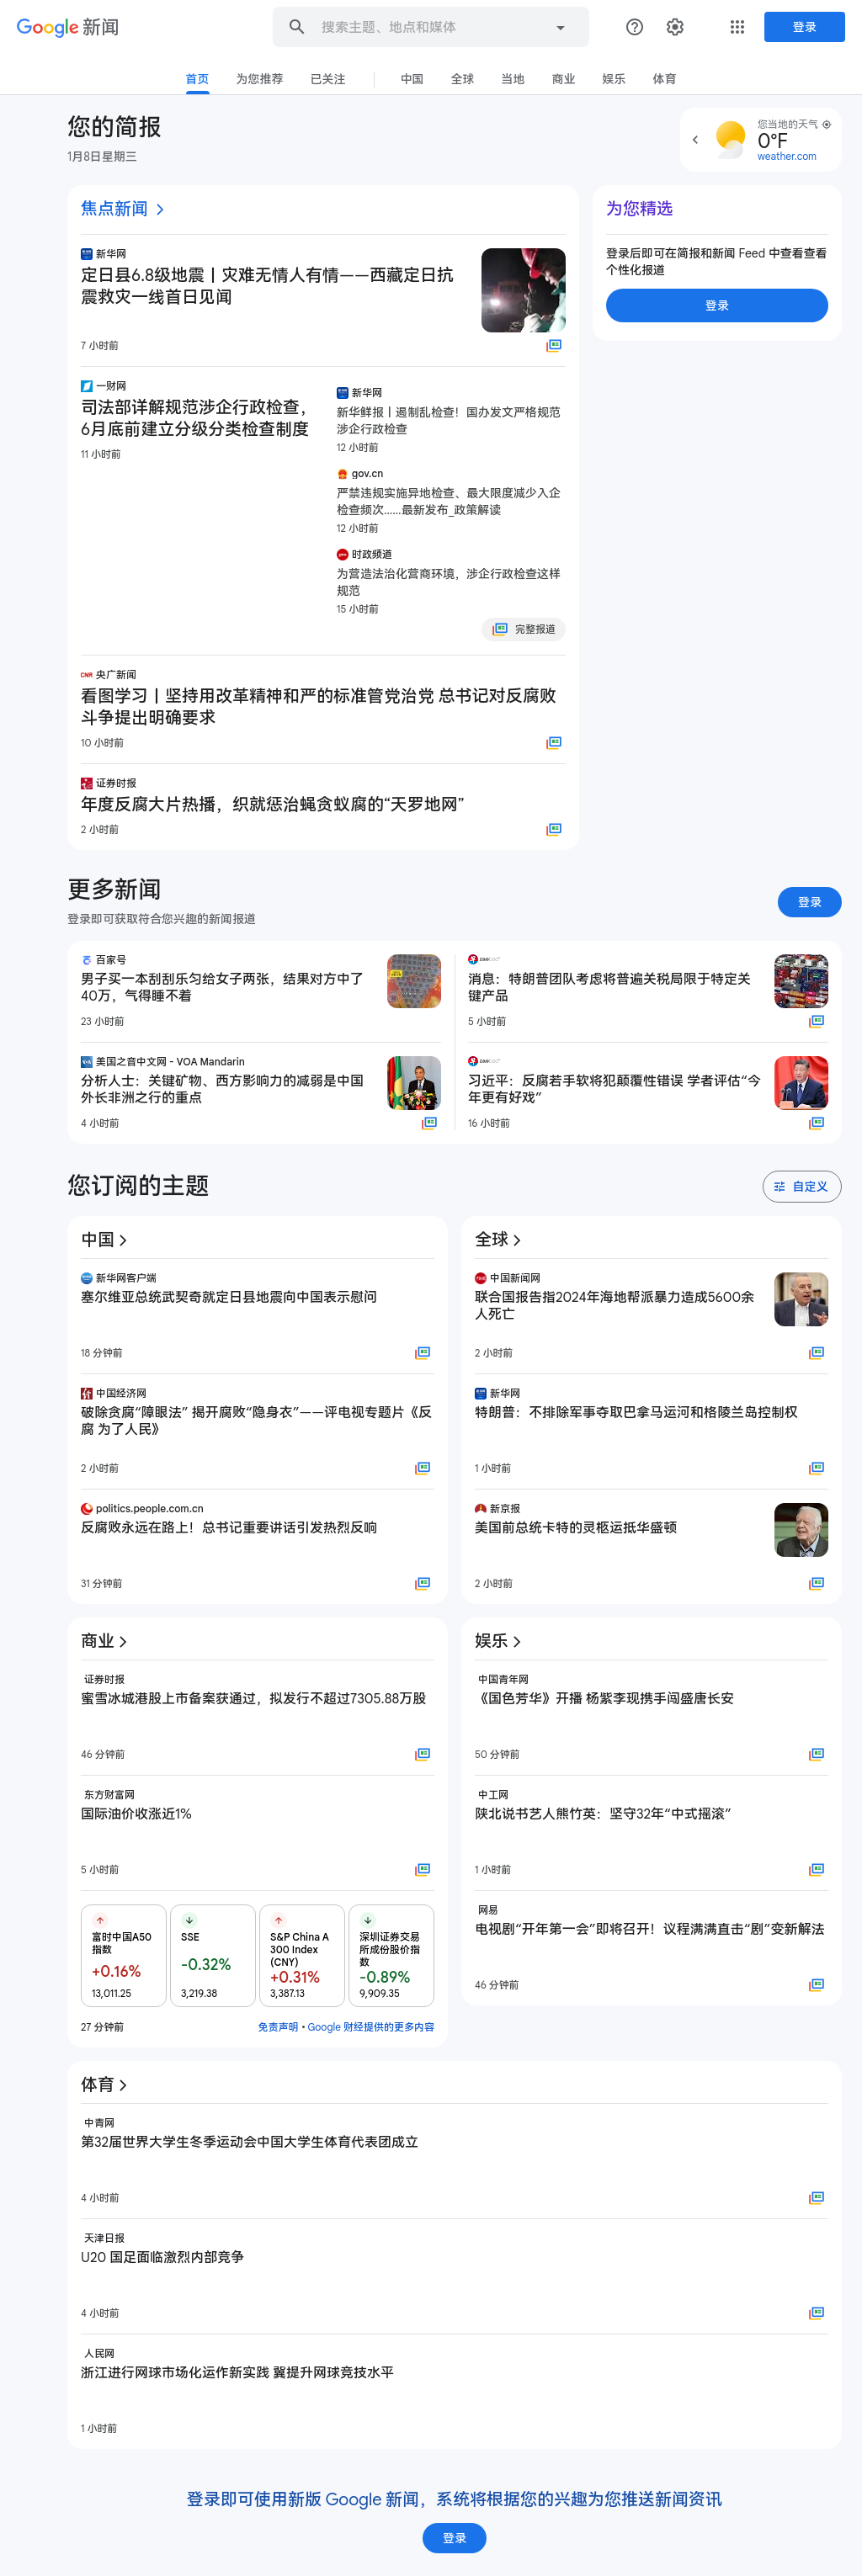 Google 新闻
搜索主题、地点和媒体
登录
首页
为您推荐
已关注
中国
全球
当地
商业
娱乐
体育
您的简报
1月8日星期三
您当地的天气
0°F
weather.com
焦点新闻
新华网
定日县6.8级地震丨灾难无情人有情——西藏定日抗
震救灾一线首日见闻
7 小时前
为您精选
登录后即可在简报和新闻 Feed 中查看查看
个性化报道
登录
一财网
司法部详解规范涉企行政检查，
6月底前建立分级分类检查制度
11 小时前
新华网
新华鲜报丨遏制乱检查！国办发文严格规范
涉企行政检查
12 小时前
gov.cn
严禁违规实施异地检查、最大限度减少入企
检查频次......最新发布_政策解读
12 小时前
时政频道
为营造法治化营商环境，涉企行政检查这样
规范
15 小时前
完整报道
央广新闻
看图学习丨坚持用改革精神和严的标准管党治党 总书记对反腐败
斗争提出明确要求
10 小时前
证券时报
年度反腐大片热播，织就惩治蝇贪蚁腐的“天罗地网”
2 小时前
更多新闻
登录即可获取符合您兴趣的新闻报道
登录
百家号
男子买一本刮刮乐匀给女子两张，结果对方中了
40万，气得睡不着
23 小时前
消息：特朗普团队考虑将普遍关税局限于特定关
键产品
5 小时前
美国之音中文网 - VOA Mandarin
分析人士：关键矿物、西方影响力的减弱是中国
外长非洲之行的重点
4 小时前
习近平：反腐若手软将犯颠覆性错误 学者评估“今
年更有好戏”
16 小时前
您订阅的主题
自定义
中国
新华网客户端
塞尔维亚总统武契奇就定日县地震向中国表示慰问
18 分钟前
中国经济网
破除贪腐“障眼法” 揭开腐败“隐身衣”——评电视专题片《反
腐 为了人民》
2 小时前
politics.people.com.cn
反腐败永远在路上！总书记重要讲话引发热烈反响
31 分钟前
全球
中国新闻网
联合国报告指2024年海地帮派暴力造成5600余
人死亡
2 小时前
新华网
特朗普：不排除军事夺取巴拿马运河和格陵兰岛控制权
1 小时前
新京报
美国前总统卡特的灵柩运抵华盛顿
2 小时前
商业
证券时报
蜜雪冰城港股上市备案获通过，拟发行不超过7305.88万股
46 分钟前
东方财富网
国际油价收涨近1%
5 小时前
富时中国A50
指数
+0.16%
13,011.25
SSE
-0.32%
3,219.38
S&P China A
300 Index
(CNY)
+0.31%
3,387.13
深圳证券交易
所成份股价指
数
-0.89%
9,909.35
27 分钟前
免责声明 • Google 财经提供的更多内容
娱乐
中国青年网
《国色芳华》开播 杨紫李现携手闯盛唐长安
50 分钟前
中工网
陕北说书艺人熊竹英：坚守32年“中式摇滚”
1 小时前
网易
电视剧“开年第一会”即将召开！议程满满直击“剧”变新解法
46 分钟前
体育
中青网
第32届世界大学生冬季运动会中国大学生体育代表团成立
4 小时前
天津日报
U20 国足面临激烈内部竞争
4 小时前
人民网
浙江进行网球市场化运作新实践 冀提升网球竞技水平
1 小时前
登录即可使用新版 Google 新闻，系统将根据您的兴趣为您推送新闻资讯
登录